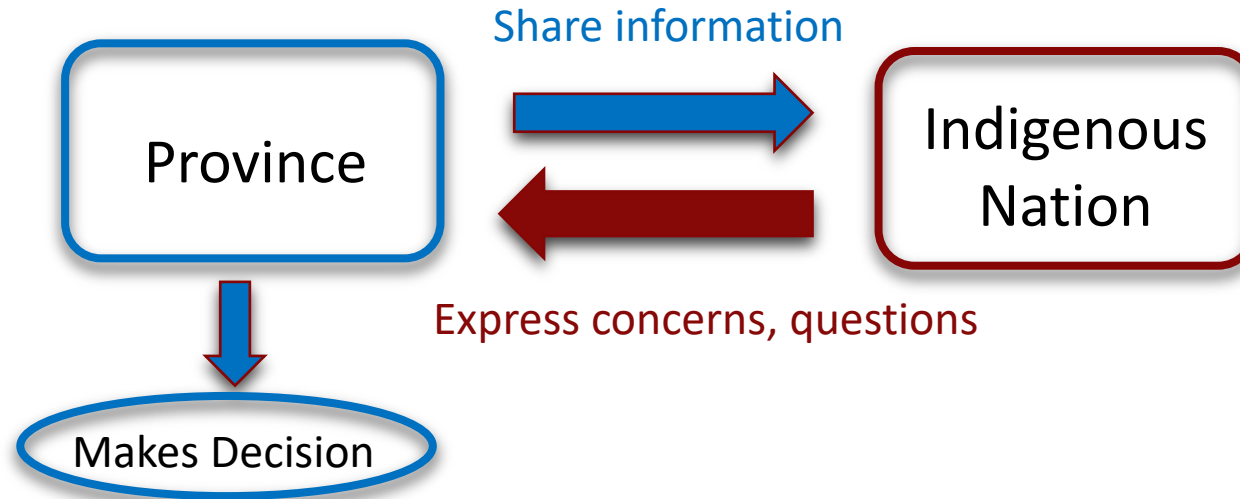 Share information
Province
Indigenous
Nation
Express concerns, questions
Makes Decision